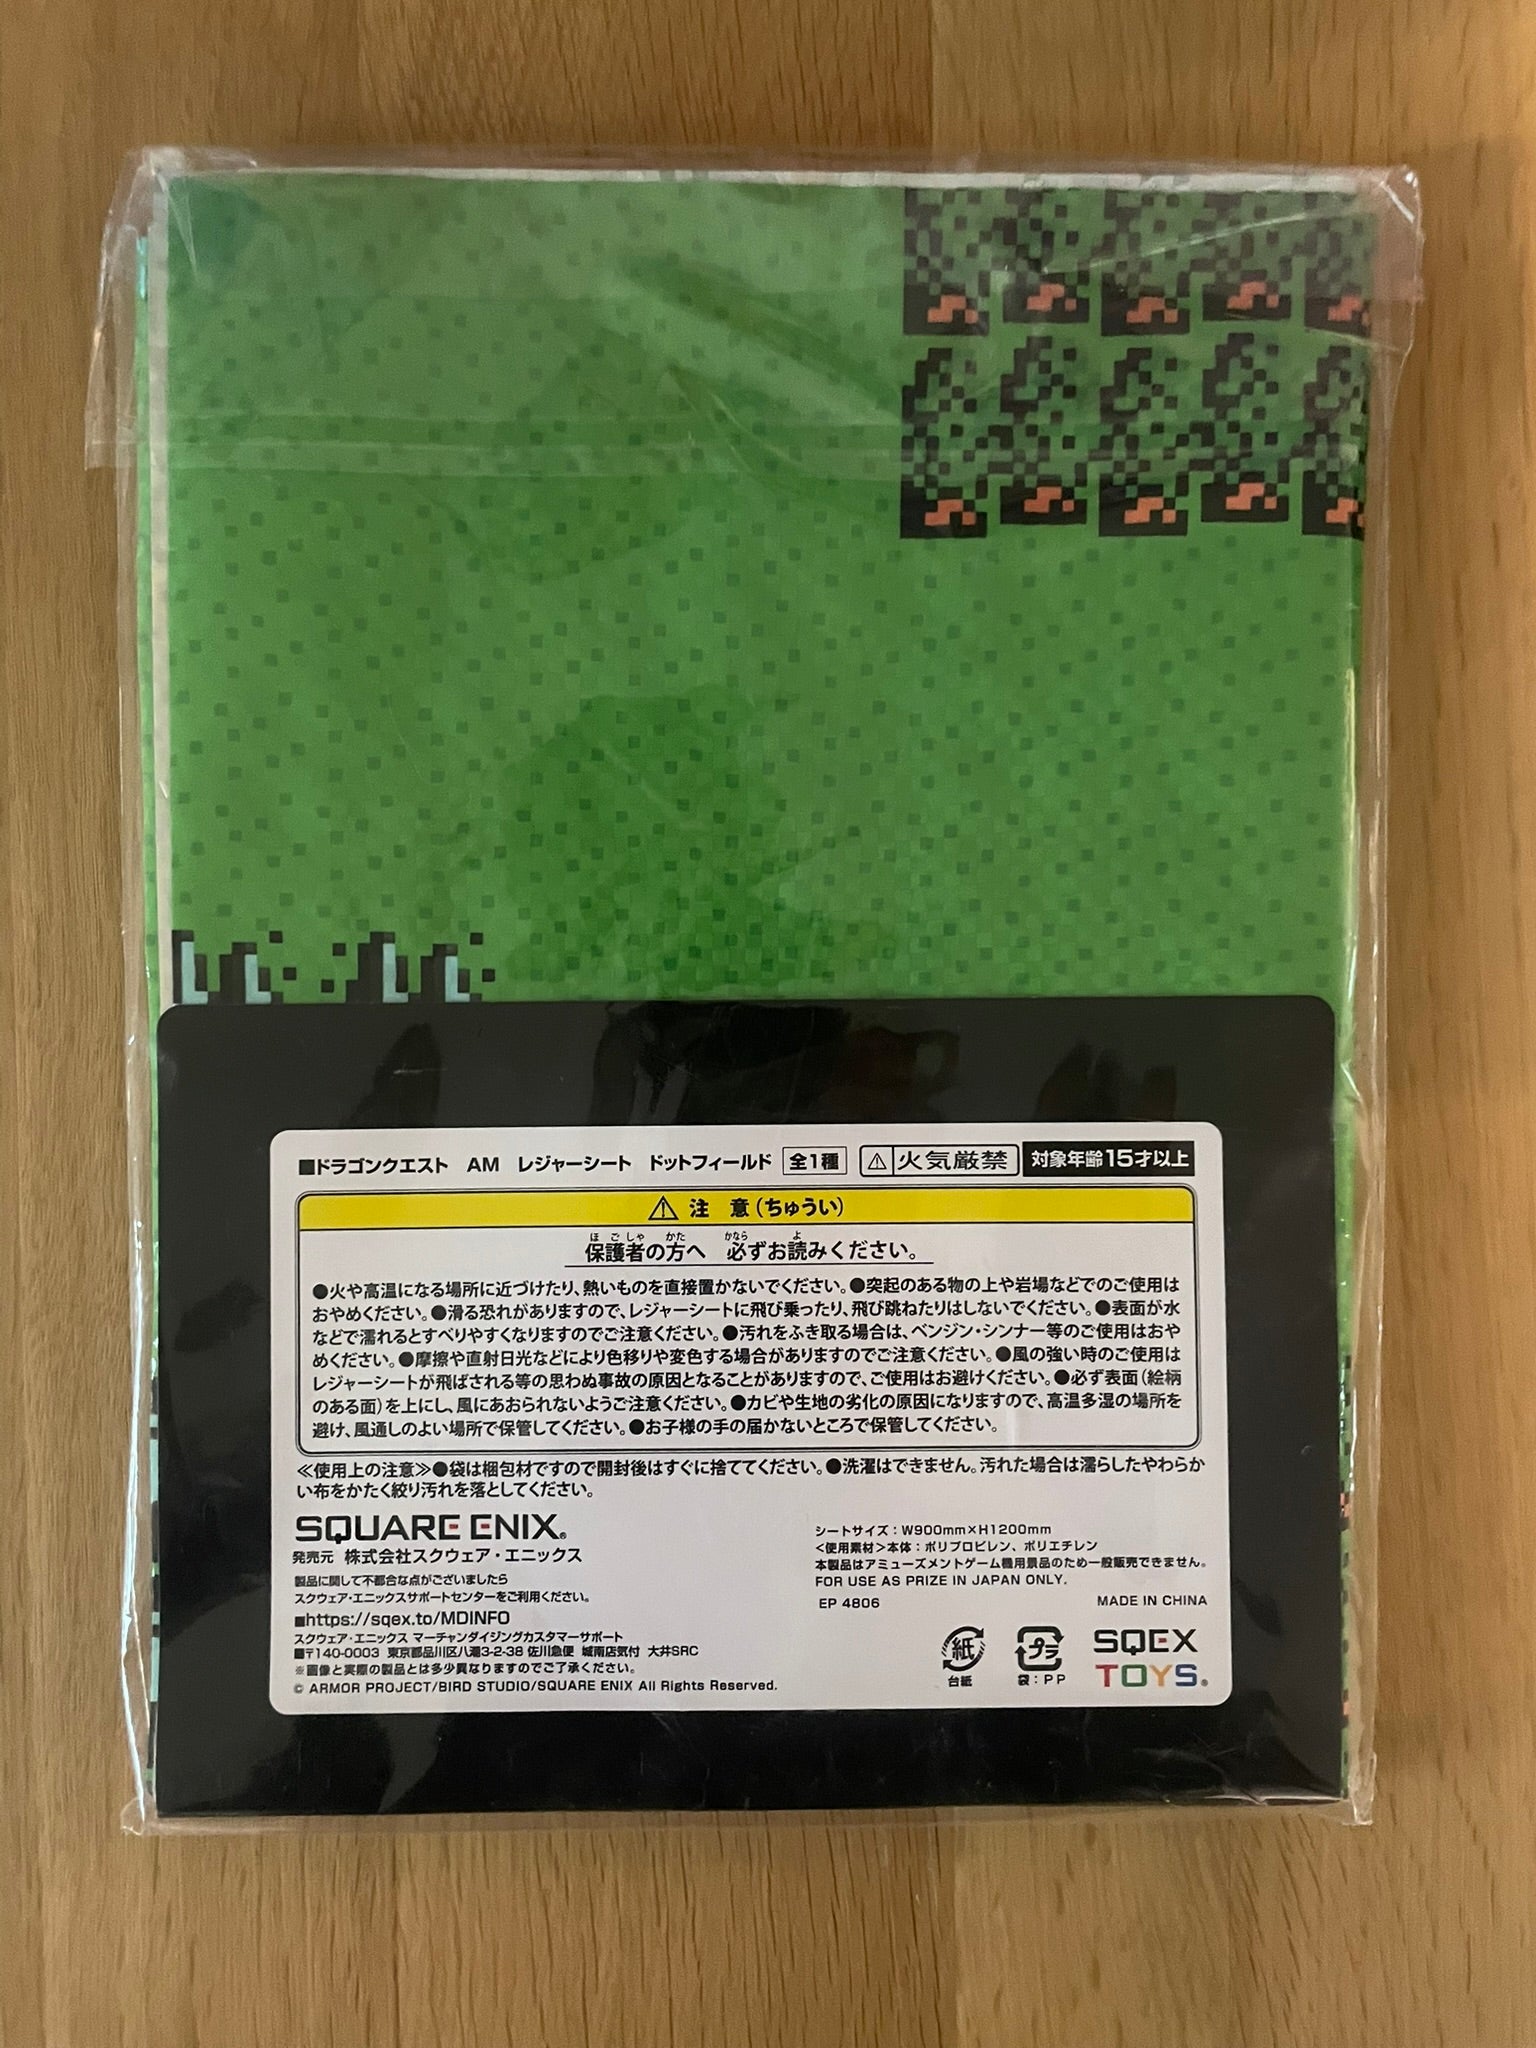 ■ドラゴンクエスト　AM　レジャーシート　ドットフィールド 全1種 ⚠火気厳禁 対象年齢15才以上
⚠ 注　意(ちゅうい)
保護者の方へ　必ずお読みください。
●火や高温になる場所に近づけたり、熱いものを直接置かないでください。●突起のある物の上や岩場などでのご使用は
おやめください。●滑る恐れがありますので、レジャーシートに飛び乗ったり、飛び跳ねたりはしないでください。●表面が水
などで濡れるとすべりやすくなりますのでご注意ください。●汚れをふき取る場合は、ベンジン・シンナー等のご使用はおや
めください。●摩擦や直射日光などにより色移りや変色する場合がありますのでご注意ください。●風の強い時のご使用は
レジャーシートが飛ばされる等の思わぬ事故の原因となることがありますので、ご使用はお避けください。●必ず表面(絵柄
のある面)を上にし、風にあおられないようご注意ください。●カビや生地の劣化の原因になりますので、高温多湿の場所を
避け、風通しのよい場所で保管してください。●お子様の手の届かないところで保管してください。
≪使用上の注意≫●袋は梱包材ですので開封後はすぐに捨ててください。●洗濯はできません。汚れた場合は濡らしたやわらか
い布をかたく絞り汚れを落としてください。
SQUARE ENIX®
発売元 株式会社スクウェア・エニックス
製品に関して不都合な点がございましたら
スクウェア・エニックスサポートセンターをご利用ください。
■https://sqex.to/MDINFO
スクウェア・エニックス マーチャンダイジングカスタマーサポート
■〒140-0003 東京都品川区八潮3-2-38 佐川急便 城南店気付 大井SRC
※画像と実際の製品とは多少異なりますのでご了承ください。
© ARMOR PROJECT/BIRD STUDIO/SQUARE ENIX All Rights Reserved.
シートサイズ：W900mm×H1200mm
<使用素材>本体：ポリプロピレン、ポリエチレン
本製品はアミューズメントゲーム機用景品のため一般販売できません。
FOR USE AS PRIZE IN JAPAN ONLY.
EP 4806 MADE IN CHINA
紙 プラ
台紙 袋：PP
SQEX
TOYS®